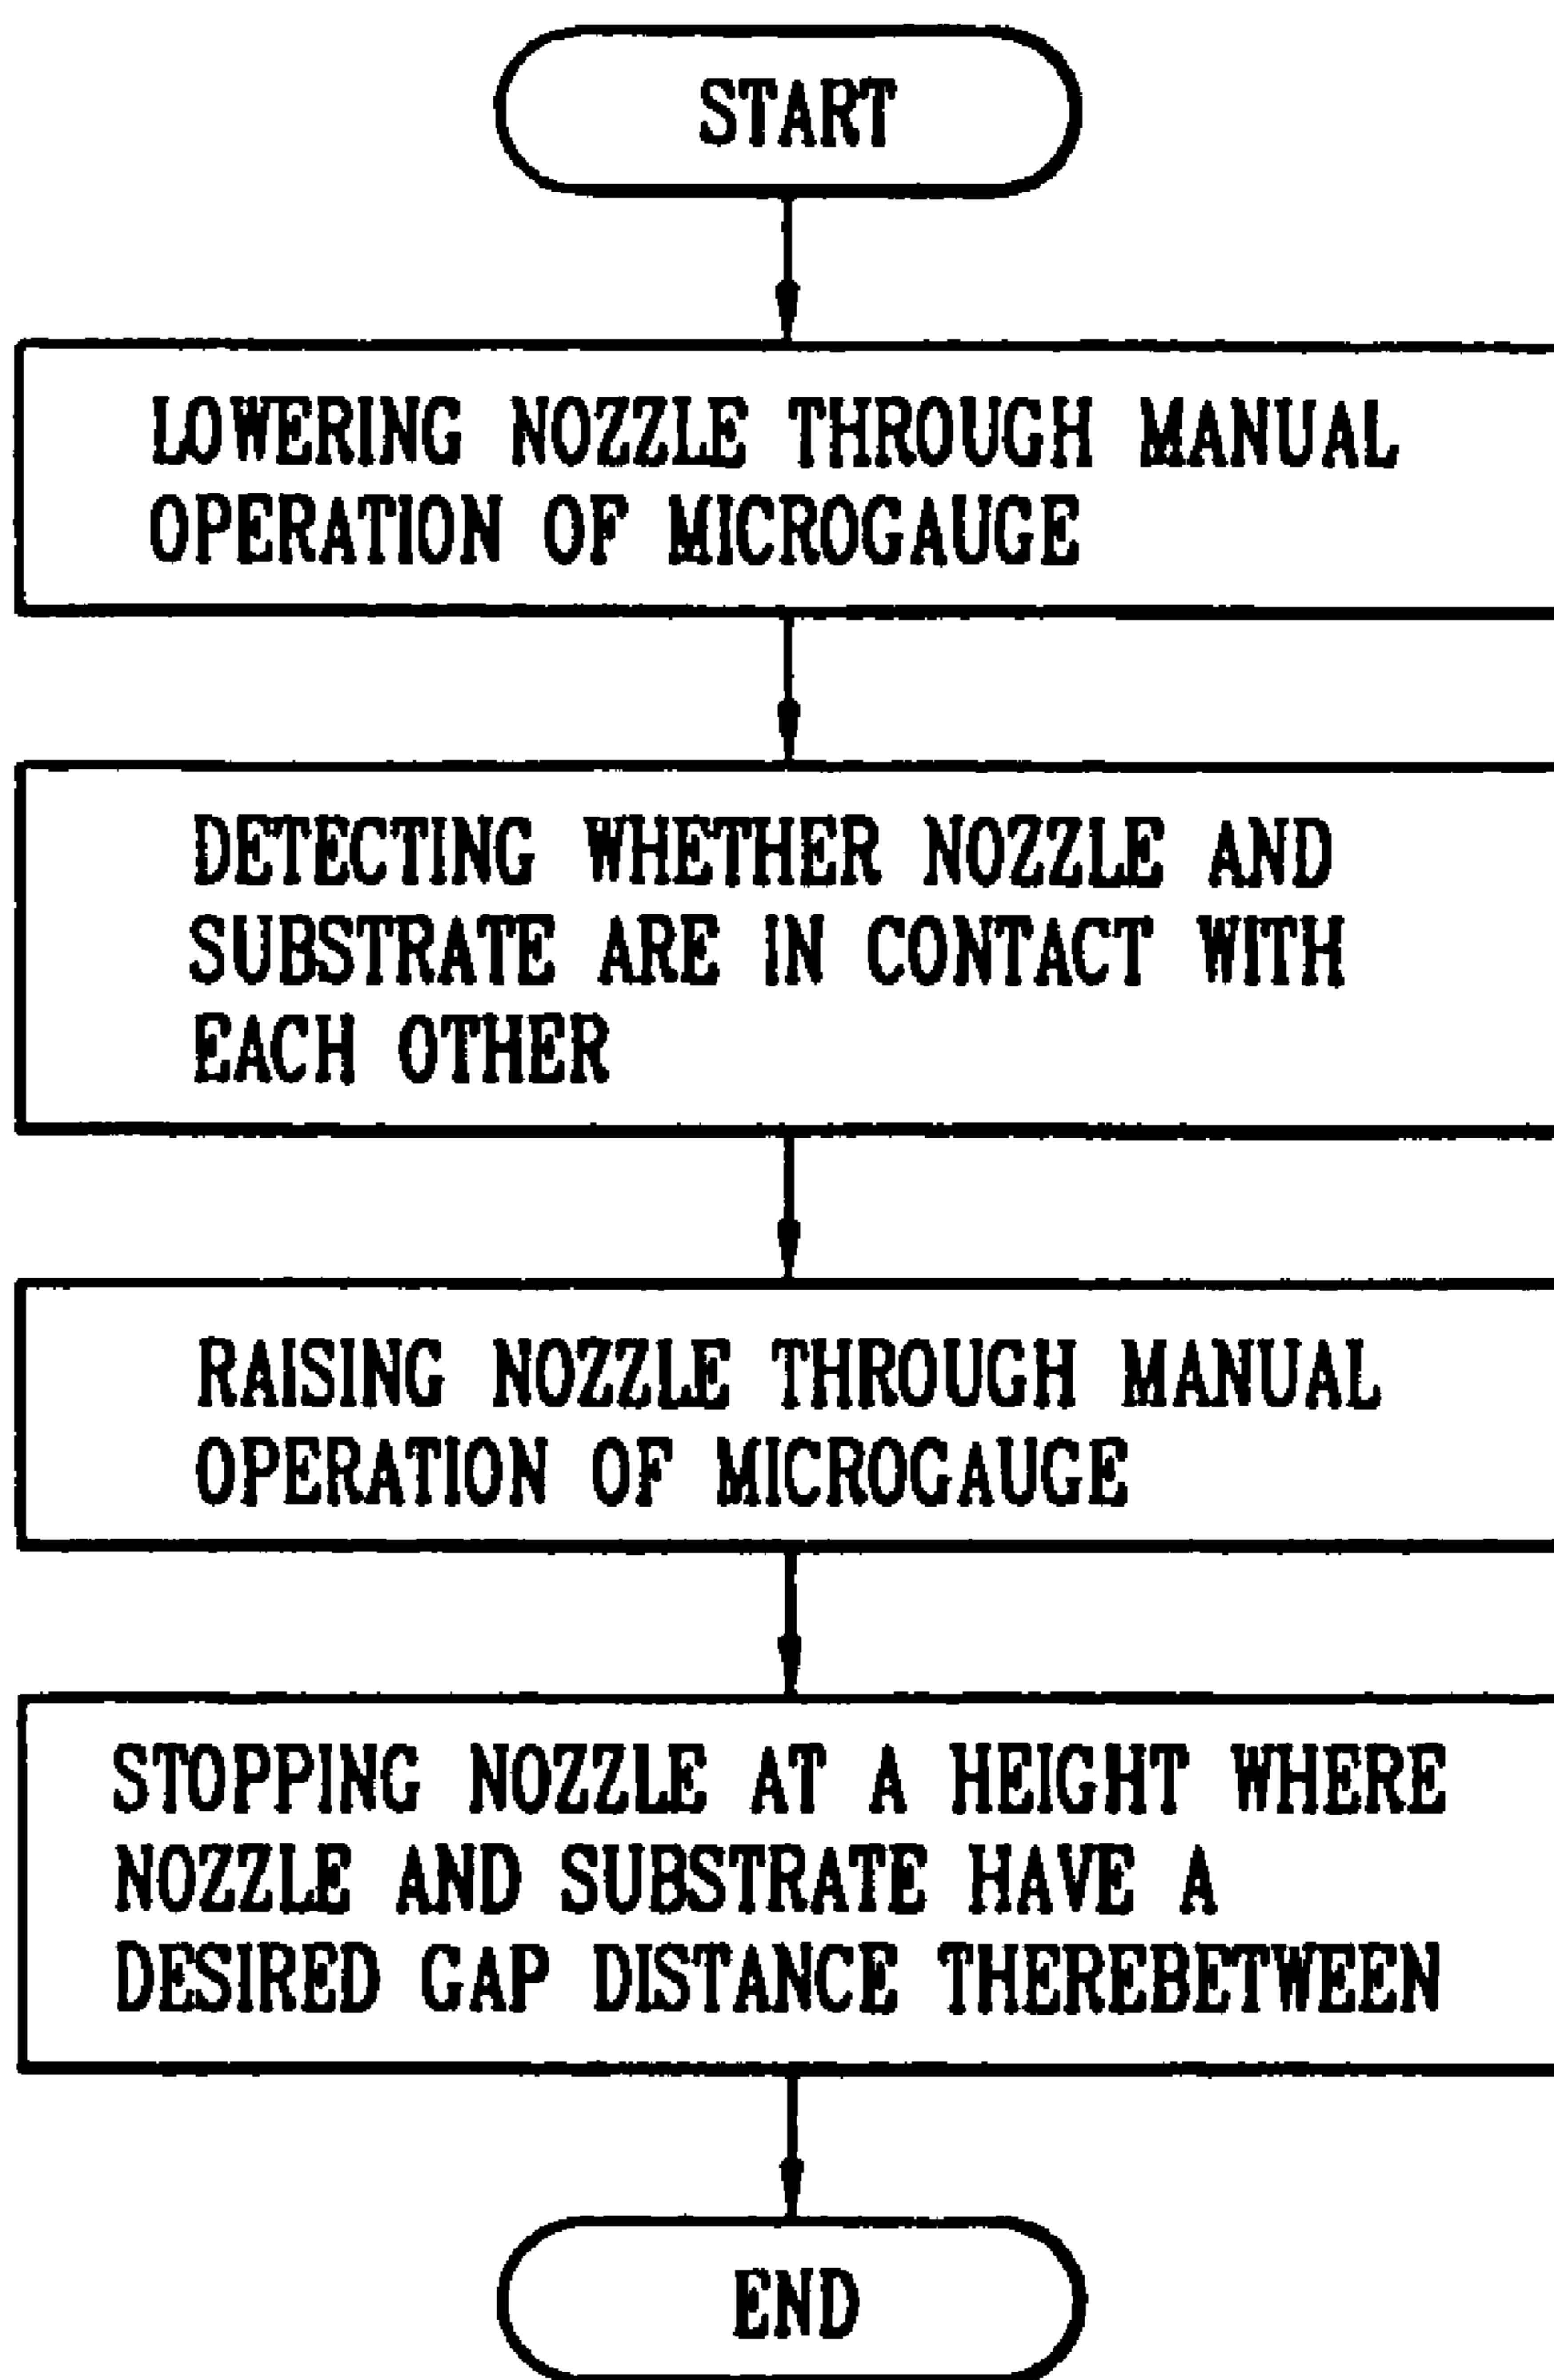 START
LOWERING NOZZLE THROUGH MANUAL
OPERATION OF MICROGAUGE
DETECTING WHETHER NOZZLE AND
SUBSTRATE ARE IN CONTACT WITH
EACH OTHER
RAISING NOZZLE THROUGH MANUAL
OPERATION OF MICROGAUGE
STOPPING NOZZLE AT A HEIGHT WHERE
NOZZLE AND SUBSTRATE HAVE A
DESIRED GAP DISTANCE THEREBETWEEN
END